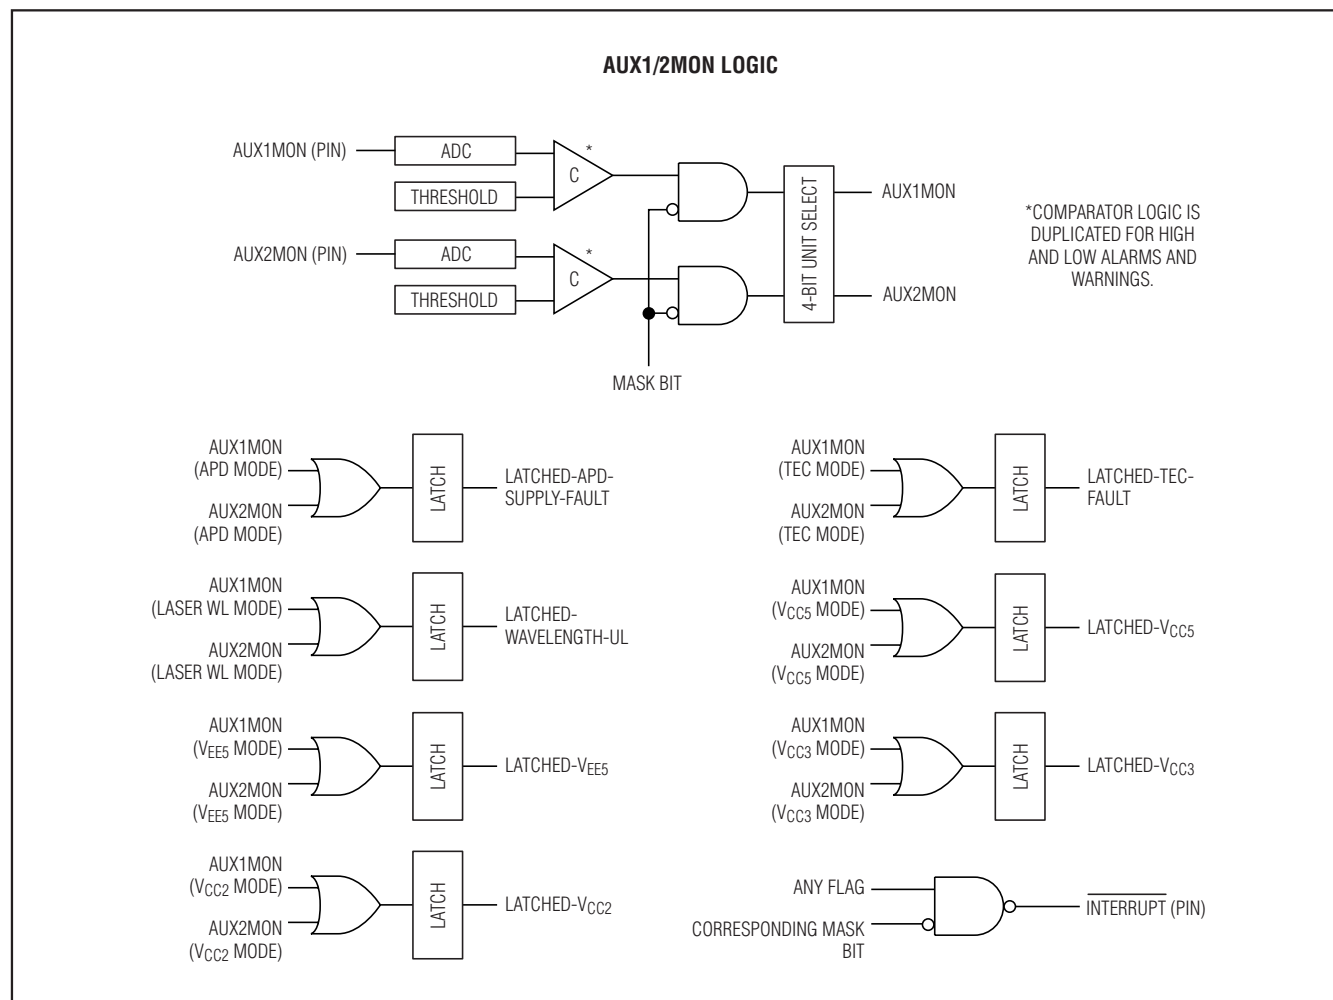 AUX1/2MON LOGIC
AUX1MON (PIN)
ADC
*
C
THRESHOLD
AUX2MON (PIN)
ADC
*
C
THRESHOLD
4-BIT UNIT SELECT
AUX1MON
AUX2MON
MASK BIT
*COMPARATOR LOGIC IS
DUPLICATED FOR HIGH
AND LOW ALARMS AND
WARNINGS.
AUX1MON
(APD MODE)
AUX2MON
(APD MODE)
LATCH
LATCHED-APD-
SUPPLY-FAULT
AUX1MON
(TEC MODE)
AUX2MON
(TEC MODE)
LATCH
LATCHED-TEC-
FAULT
AUX1MON
(LASER WL MODE)
AUX2MON
(LASER WL MODE)
LATCH
LATCHED-
WAVELENGTH-UL
AUX1MON
(VCC5 MODE)
AUX2MON
(VCC5 MODE)
LATCH
LATCHED-VCC5
AUX1MON
(VEE5 MODE)
AUX2MON
(VEE5 MODE)
LATCH
LATCHED-VEE5
AUX1MON
(VCC3 MODE)
AUX2MON
(VCC3 MODE)
LATCH
LATCHED-VCC3
AUX1MON
(VCC2 MODE)
AUX2MON
(VCC2 MODE)
LATCH
LATCHED-VCC2
ANY FLAG
CORRESPONDING MASK
BIT
INTERRUPT (PIN)